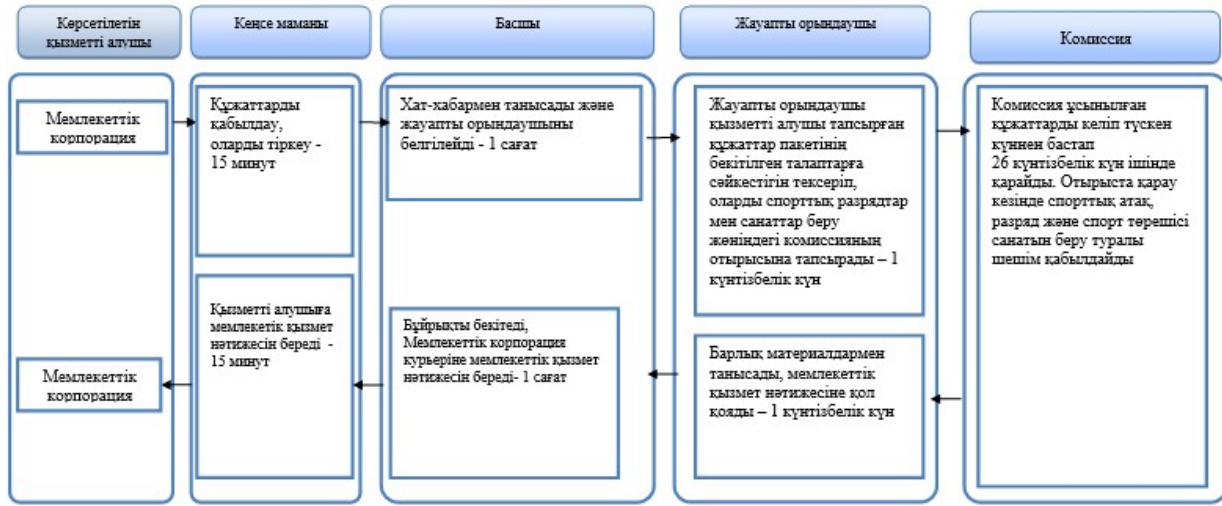 Көрсетілетін
қызметті алушы
Кеңсе маманы
Басшы
Жауапты орындаушы
Комиссия
Мемлекеттік
корпорация
Құжаттарды
қабылдау,
оларды тіркеу -
15 минут
Хат-хабармен танысады және
жауапты орындаушыны
белгілейді - 1 сағат
Жауапты орындаушы
қызметті алушы тапсырған
құжаттар пакетінің
бекітілген талаптарға
сәйкестігін тексеріп,
оларды спорттық разрядтар
мен санаттар беру
жөніндегі комиссияның
отырысына тапсырады – 1
күнтізбелік күн
Комиссия ұсынылған
құжаттарды келіп түскен
күннен бастап
26 күнтізбелік күн ішінде
қарайды. Отырыста қарау
кезінде спорттық атақ,
разряд және спорт төрешісі
санатын беру туралы
шешім қабылдайды
Мемлекеттік
корпорация
Қызметті алушыға
мемлекетік қызмет
нәтижесін береді -
15 минут
Бұйрықты бекітеді,
Мемлекеттік корпорация
курьеріне мемлекеттік қызмет
нәтижесін береді- 1 сағат
Барлық материалдармен
танысады, мемлекеттік
қызмет нәтижесіне қол
қояды – 1 күнтізбелік күн